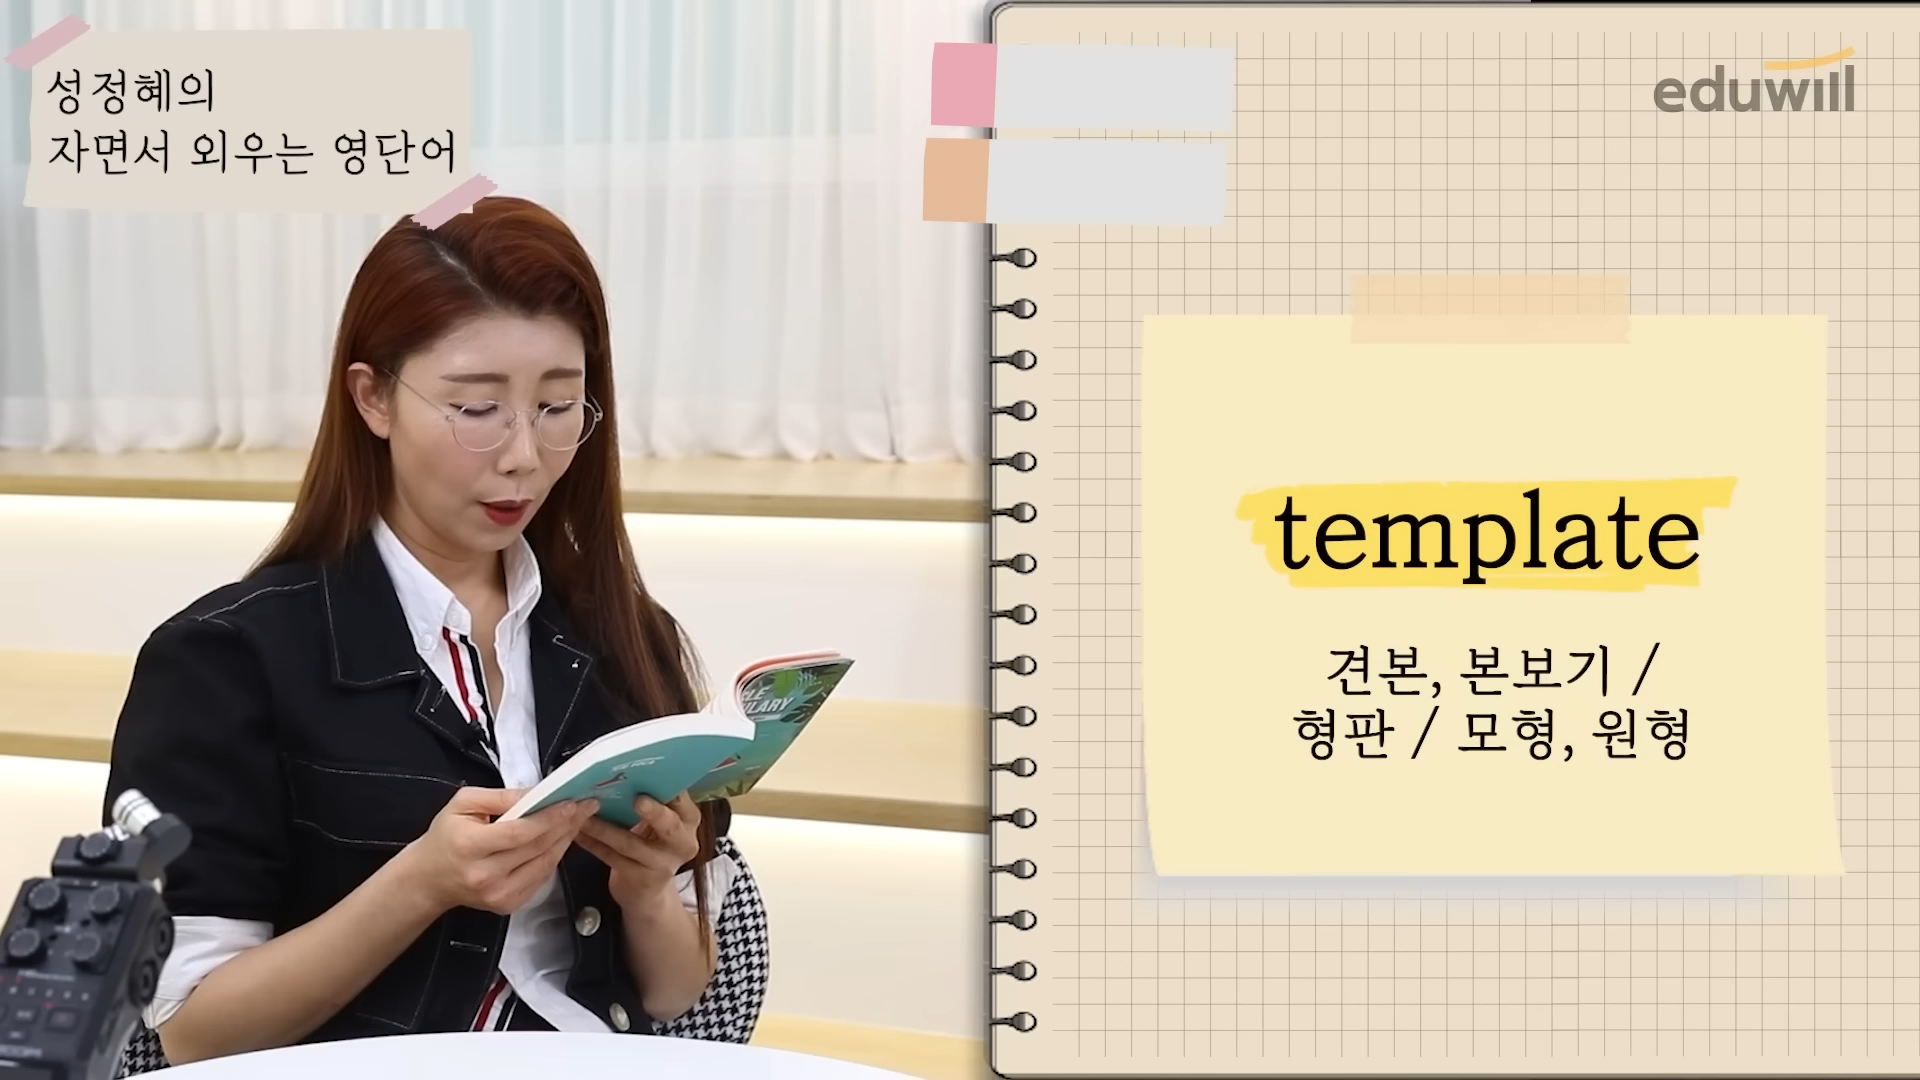 성정혜의
자면서 외우는 영단어
eduwill
template
견본, 본보기 /
형판 / 모형, 원형